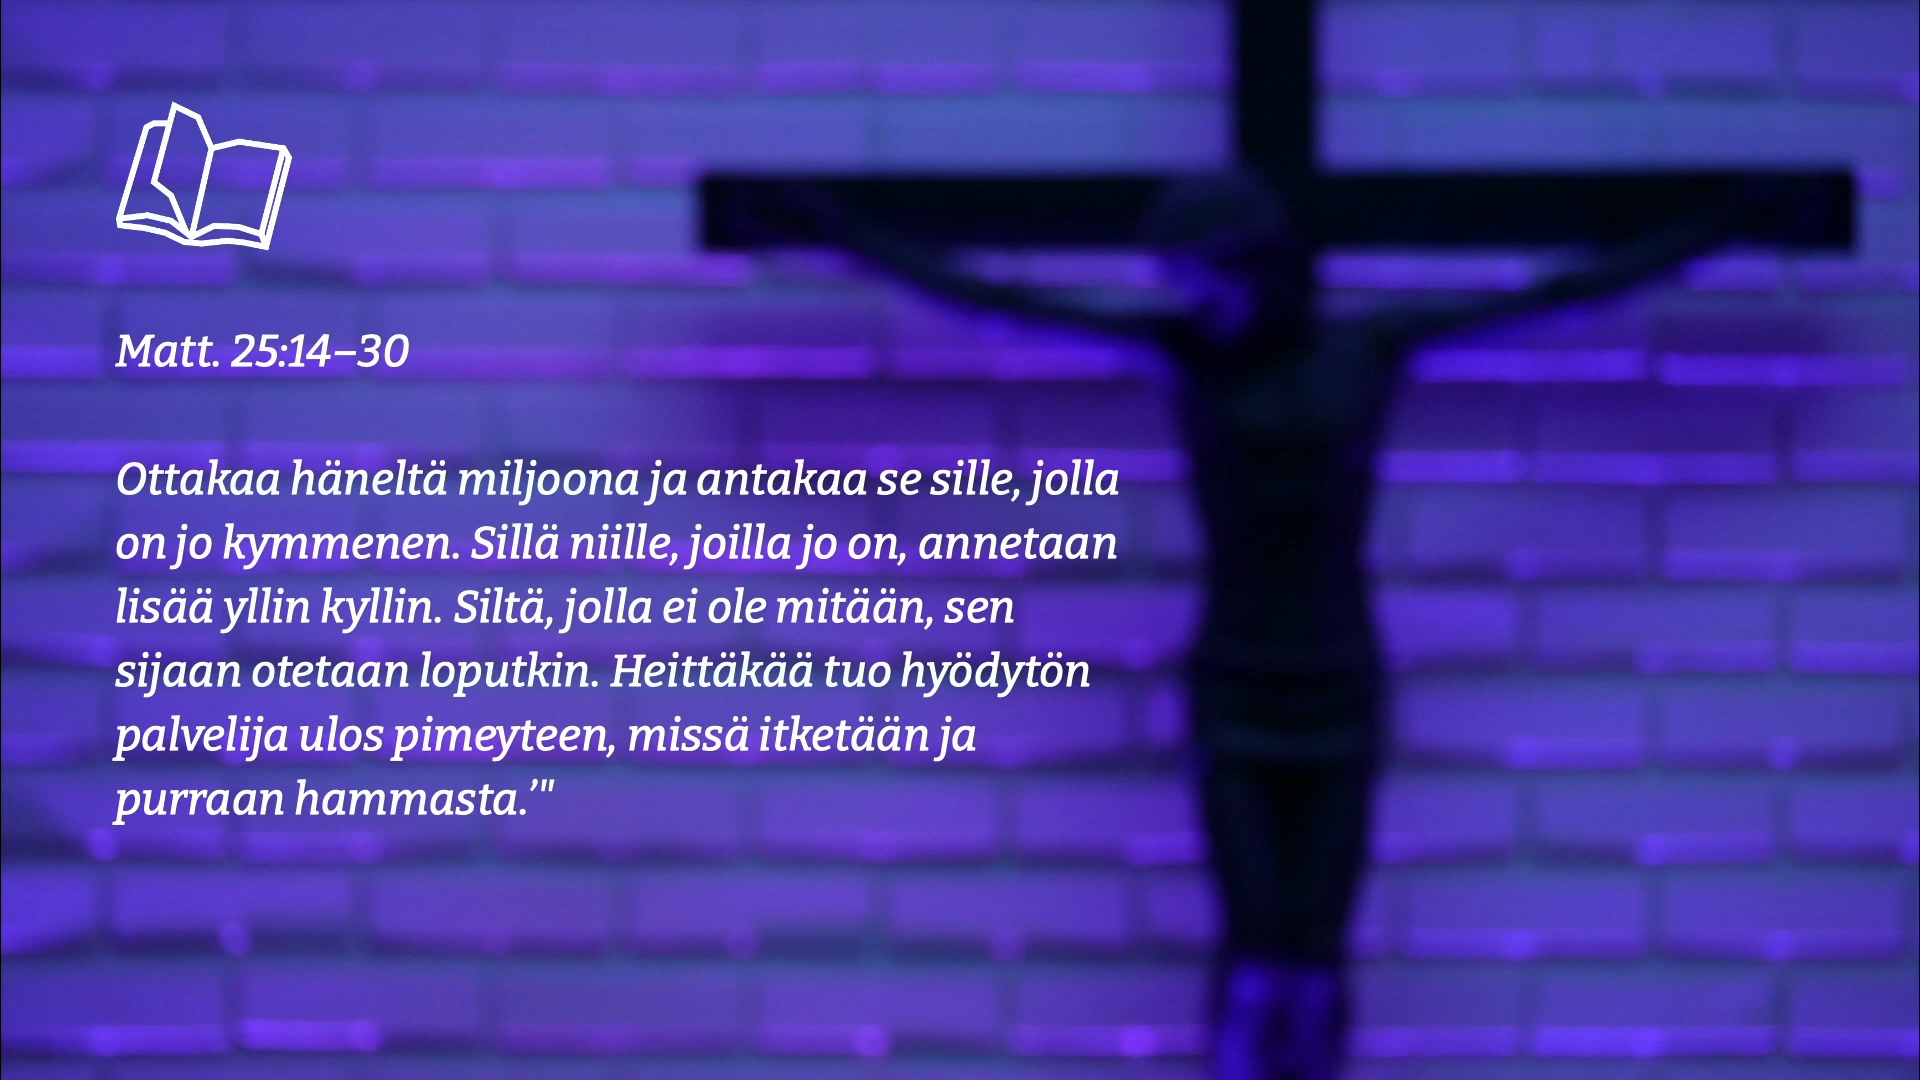 Matt. 25:14–30
Ottakaa häneltä miljoona ja antakaa se sille, jolla
on jo kymmenen. Sillä niille, joilla jo on, annetaan
lisää yllin kyllin. Siltä, jolla ei ole mitään, sen
sijaan otetaan loputkin. Heittäkää tuo hyödytön
palvelija ulos pimeyteen, missä itketään ja
purraan hammasta.’"